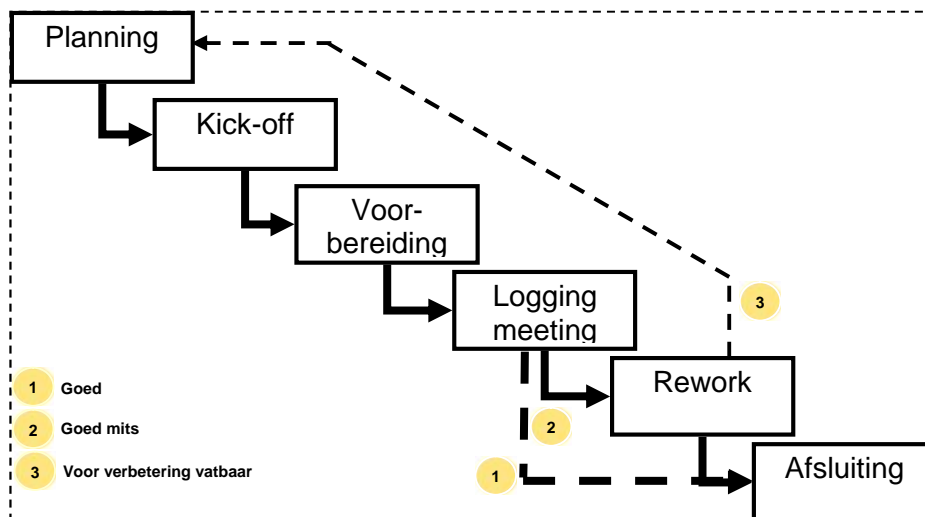 Planning
Kick-off
Voor-
bereiding
Logging
meeting
3
Rework
1 Goed
2 Goed mits
2
3 Voor verbetering vatbaar
1
Afsluiting